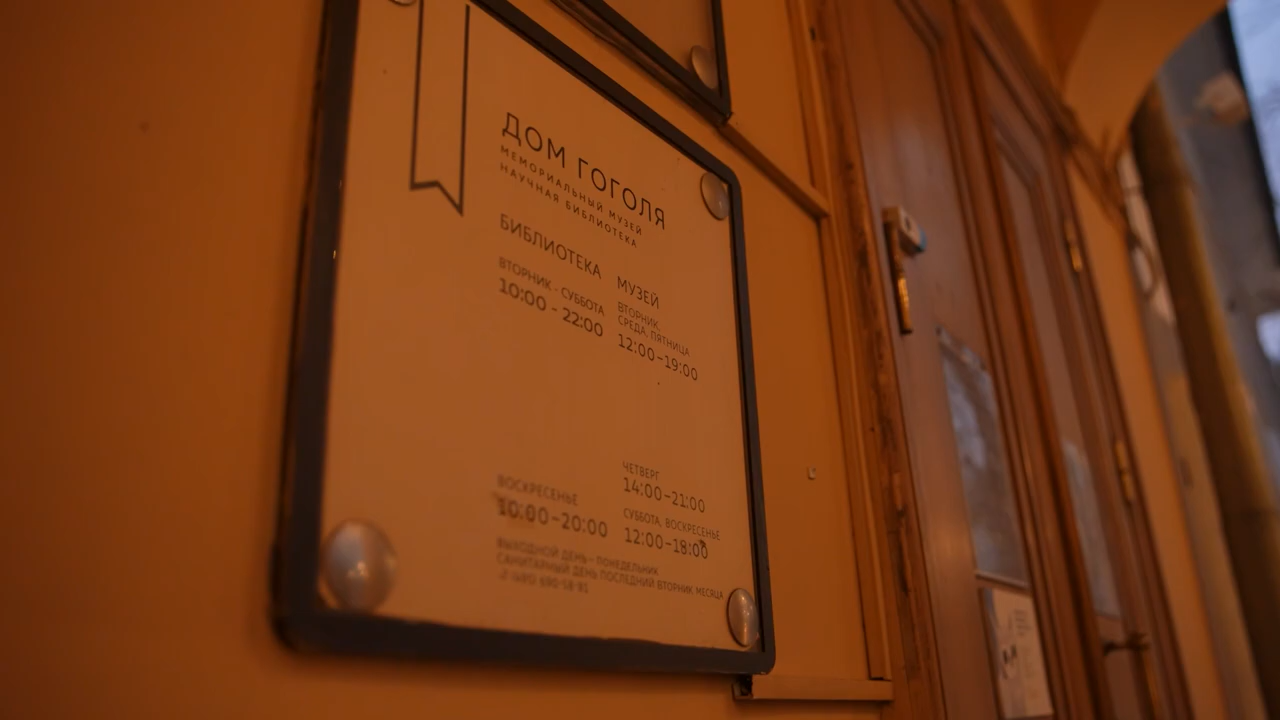 ДОМ ГОГОЛЯ
МЕМОРИАЛЬНЫЙ МУЗЕЙ
НАУЧНАЯ БИБЛИОТЕКА
БИБЛИОТЕКА
ВТОРНИК - СУББОТА
10:00 - 22:00
ВОСКРЕСЕНЬЕ
10:00-20:00
МУЗЕЙ
ВТОРНИК,
СРЕДА, ПЯТНИЦА
12:00-19:00
ЧЕТВЕРГ
14:00-21:00
СУББОТА, ВОСКРЕСЕНЬЕ
12:00-18:00
ВЫХОДНОЙ ДЕНЬ - ПОНЕДЕЛЬНИК
САНИТАРНЫЙ ДЕНЬ ПОСЛЕДНИЙ ВТОРНИК МЕСЯЦА